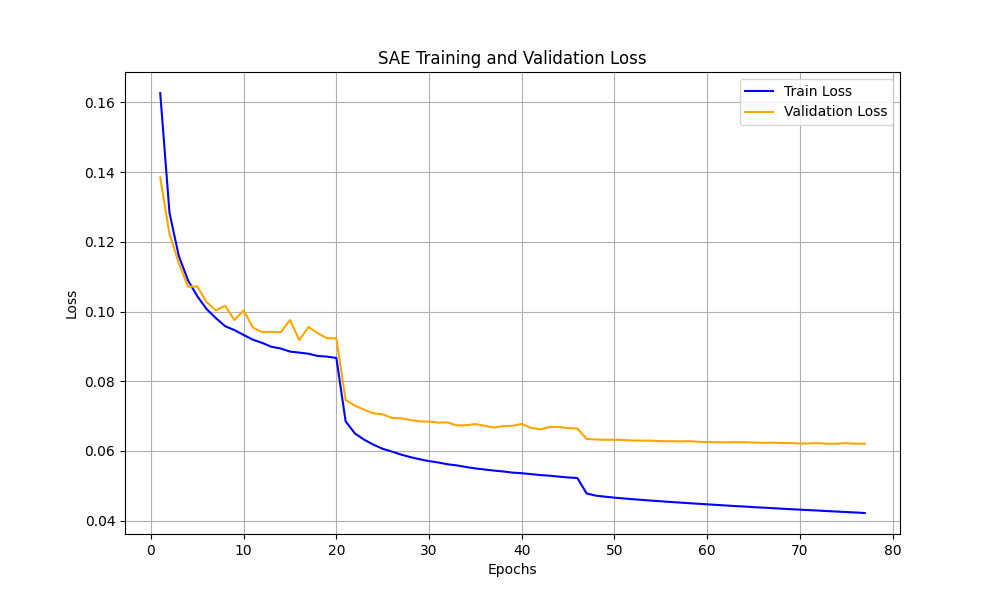 SAE Training and Validation Loss
Train Loss
Validation Loss
0.16
0.14
0.12
0.10
0.08
0.06
0.04
Loss
0 10 20 30 40 50 60 70 80
Epochs